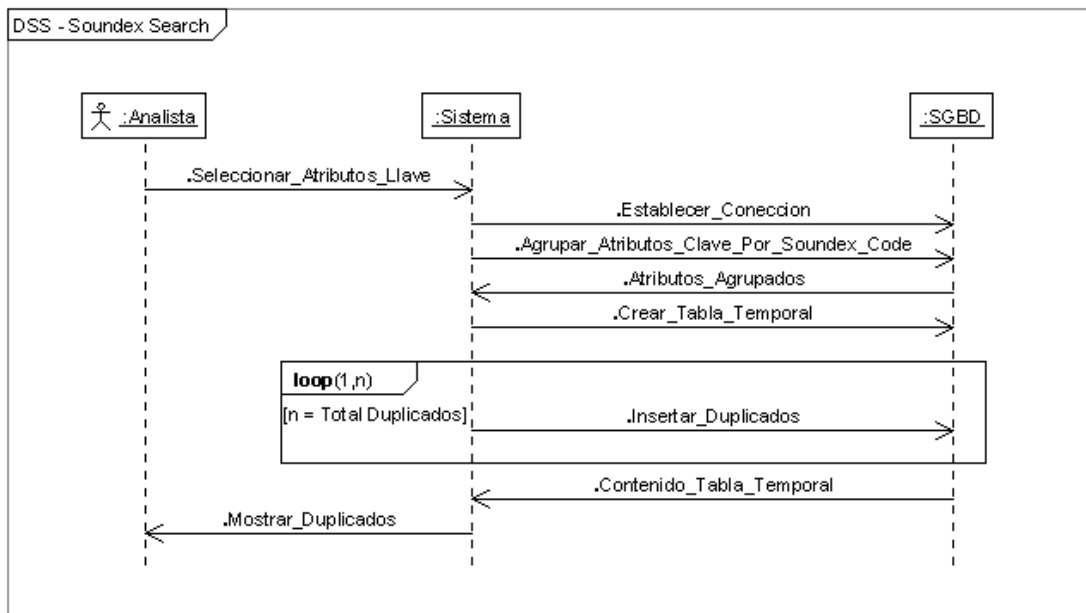 DSS - Soundex Search
:Analista
:Sistema
:SGBD
.Seleccionar_Atributos_Llave
.Establecer_Coneccion
.Agrupar_Atributos_Clave_Por_Soundex_Code
.Atributos_Agrupados
.Crear_Tabla_Temporal
loop(1,n)
[n = Total Duplicados]
.Insertar_Duplicados
.Contenido_Tabla_Temporal
.Mostrar_Duplicados